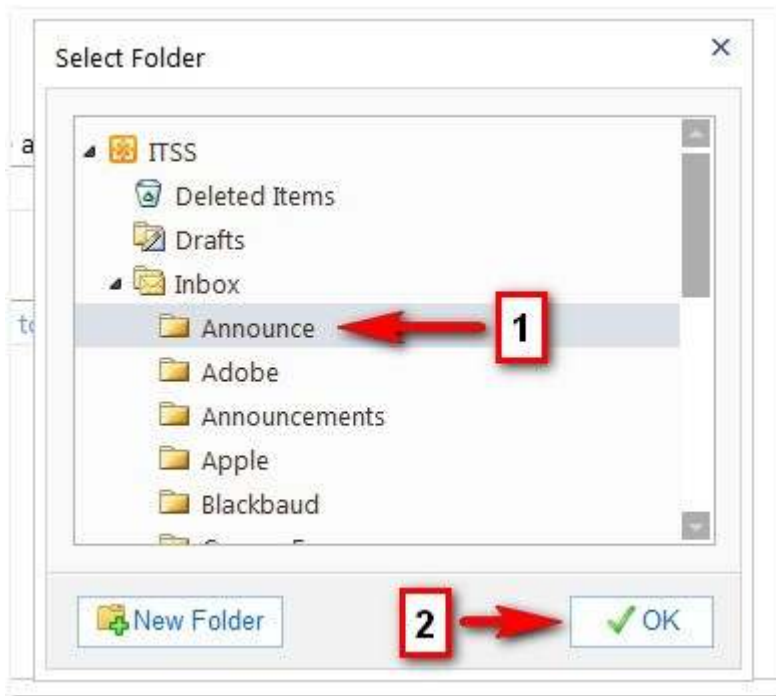 Select Folder
ITSS
Deleted Items
Drafts
Inbox
Announce
1
Adobe
Announcements
Apple
Blackbaud
New Folder
2
OK